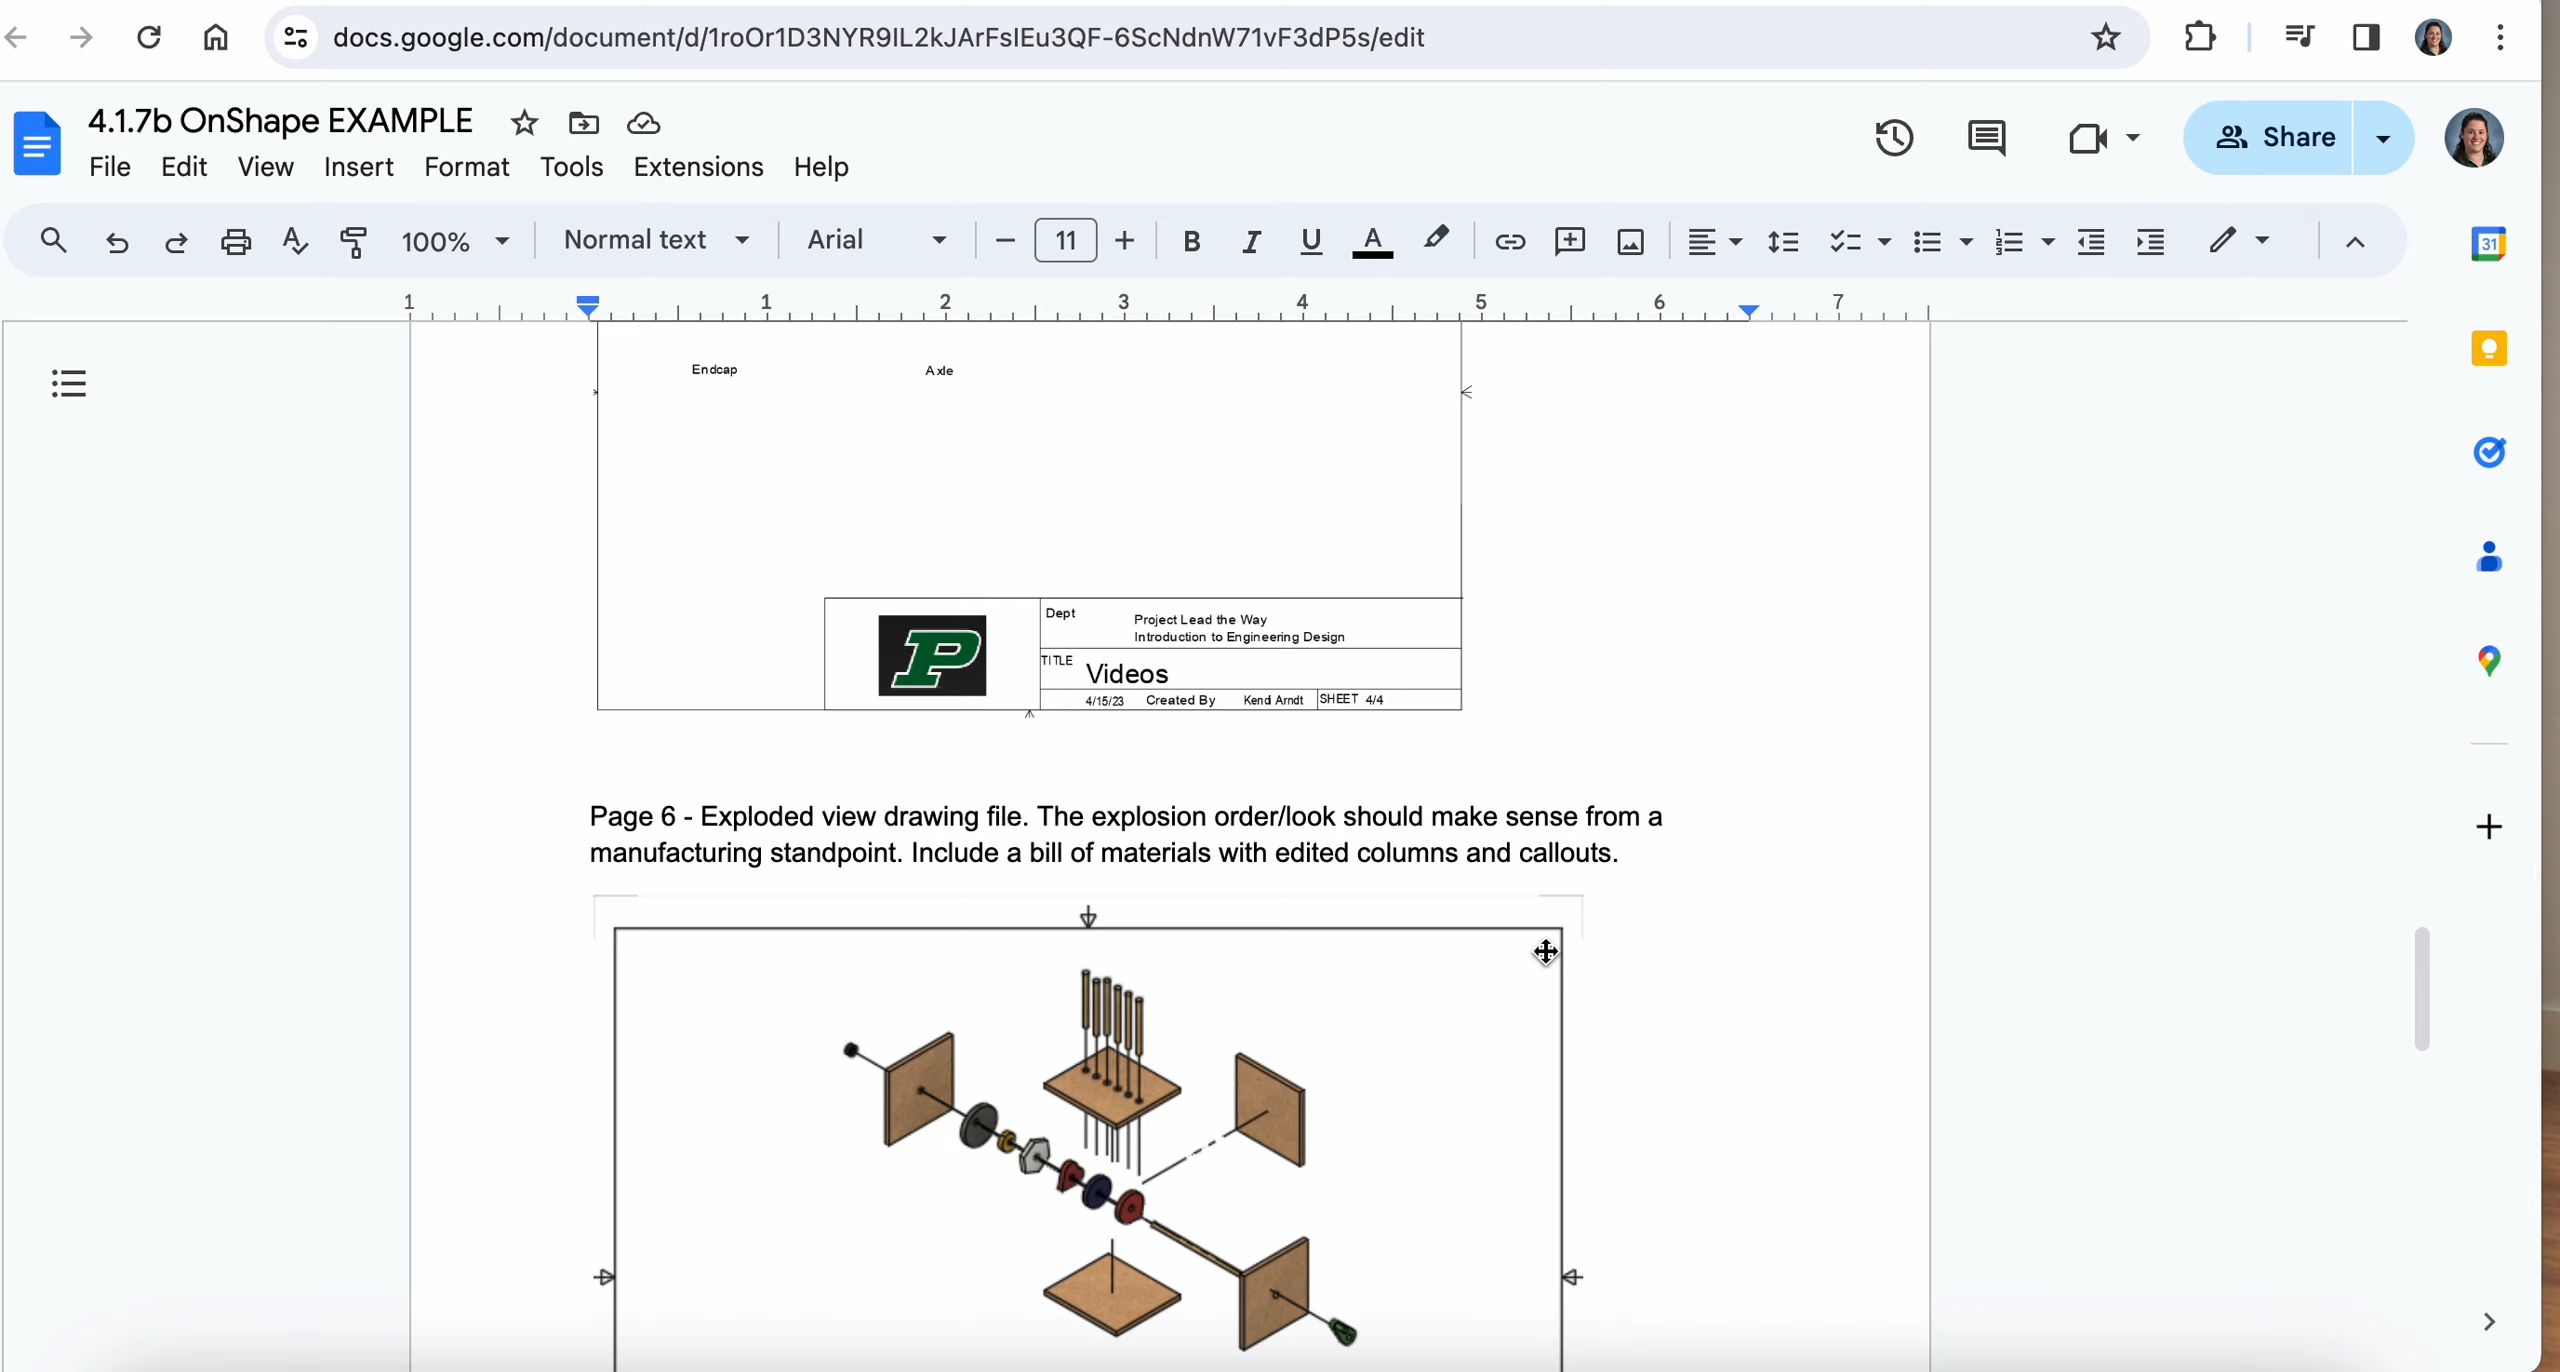 docs.google.com/document/d/1roOr1D3NYR9IL2kJArFsIEu3QF-6ScNdnW71vF3dP5s/edit
4.1.7b OnShape EXAMPLE
File Edit View Insert Format Tools Extensions Help
Share
100% Normal text Arial 11 B I U A
31
1 1 2 3 4 5 6 7
Endcap Axle
P
Dept Project Lead the Way
Introduction to Engineering Design
TITLE Videos
4/15/23 Created By Kendi Arndt SHEET 4/4
Page 6 - Exploded view drawing file. The explosion order/look should make sense from a
manufacturing standpoint. Include a bill of materials with edited columns and callouts.